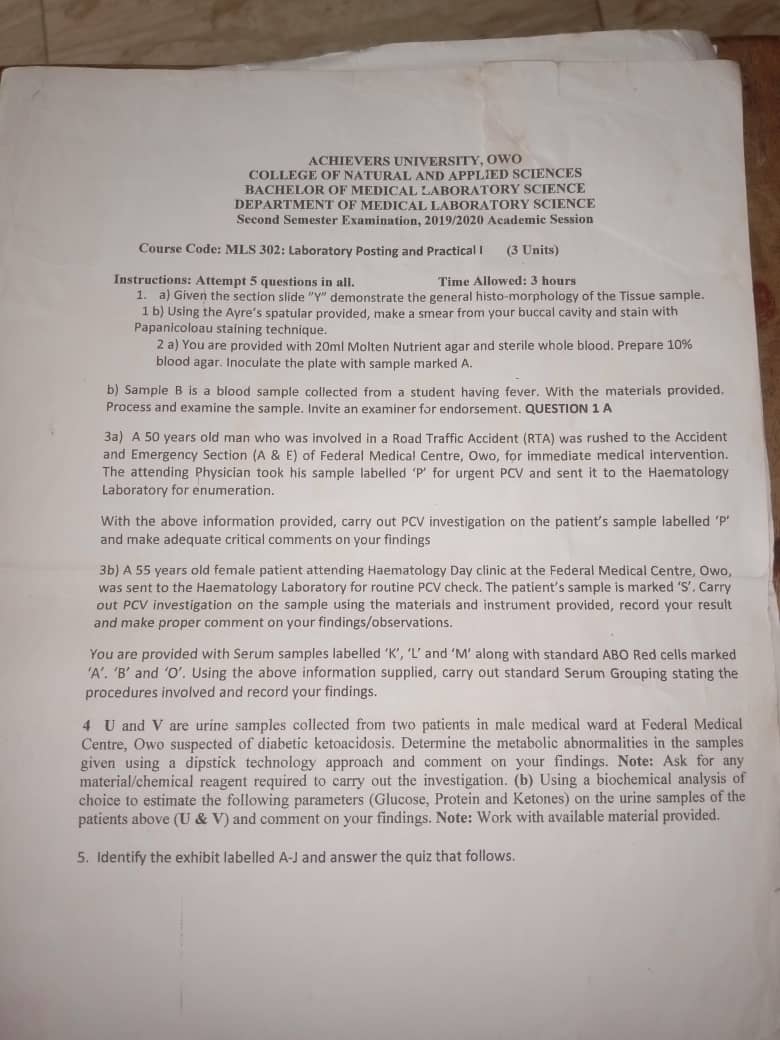 ACHIEVERS UNIVERSITY, OWO
COLLEGE OF NATURAL AND APPLIED SCIENCES
BACHELOR OF MEDICAL LABORATORY SCIENCE
DEPARTMENT OF MEDICAL LABORATORY SCIENCE
Second Semester Examination, 2019/2020 Academic Session
Course Code: MLS 302: Laboratory Posting and Practical I (3 Units)
Instructions: Attempt 5 questions in all. Time Allowed: 3 hours
1. a) Given the section slide "Y" demonstrate the general histo-morphology of the Tissue sample.
1 b) Using the Ayre's spatular provided, make a smear from your buccal cavity and stain with
Papanicoloau staining technique.
2 a) You are provided with 20ml Molten Nutrient agar and sterile whole blood. Prepare 10%
blood agar. Inoculate the plate with sample marked A.
b) Sample B is a blood sample collected from a student having fever. With the materials provided.
Process and examine the sample. Invite an examiner for endorsement. QUESTION 1 A
3a) A 50 years old man who was involved in a Road Traffic Accident (RTA) was rushed to the Accident
and Emergency Section (A & E) of Federal Medical Centre, Owo, for immediate medical intervention.
The attending Physician took his sample labelled 'P' for urgent PCV and sent it to the Haematology
Laboratory for enumeration.
With the above information provided, carry out PCV investigation on the patient's sample labelled 'P'
and make adequate critical comments on your findings
3b) A 55 years old female patient attending Haematology Day clinic at the Federal Medical Centre, Owo,
was sent to the Haematology Laboratory for routine PCV check. The patient's sample is marked 'S'. Carry
out PCV investigation on the sample using the materials and instrument provided, record your result
and make proper comment on your findings/observations.
You are provided with Serum samples labelled 'K', 'L' and 'M' along with standard ABO Red cells marked
'A'. 'B' and 'O'. Using the above information supplied, carry out standard Serum Grouping stating the
procedures involved and record your findings.
4 U and V are urine samples collected from two patients in male medical ward at Federal Medical
Centre, Owo suspected of diabetic ketoacidosis. Determine the metabolic abnormalities in the samples
given using a dipstick technology approach and comment on your findings. Note: Ask for any
material/chemical reagent required to carry out the investigation. (b) Using a biochemical analysis of
choice to estimate the following parameters (Glucose, Protein and Ketones) on the urine samples of the
patients above (U & V) and comment on your findings. Note: Work with available material provided.
5. Identify the exhibit labelled A-J and answer the quiz that follows.